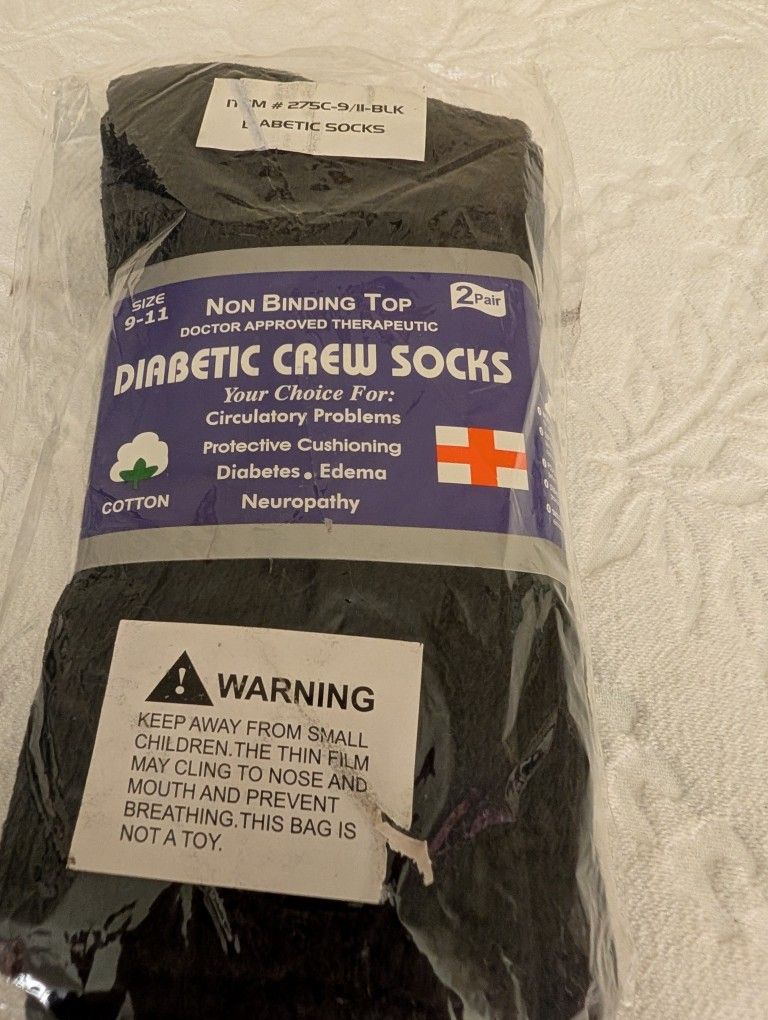 ITEM # 275C-9/11-BLK
DIABETIC SOCKS
SIZE
9-11
NON BINDING TOP
2Pair
DOCTOR APPROVED THERAPEUTIC
DIABETIC CREW SOCKS
Your Choice For:
Circulatory Problems
Protective Cushioning
Diabetes • Edema
Neuropathy
COTTON
WARNING
KEEP AWAY FROM SMALL
CHILDREN.THE THIN FILM
MAY CLING TO NOSE AND
MOUTH AND PREVENT
BREATHING.THIS BAG IS
NOT A TOY.